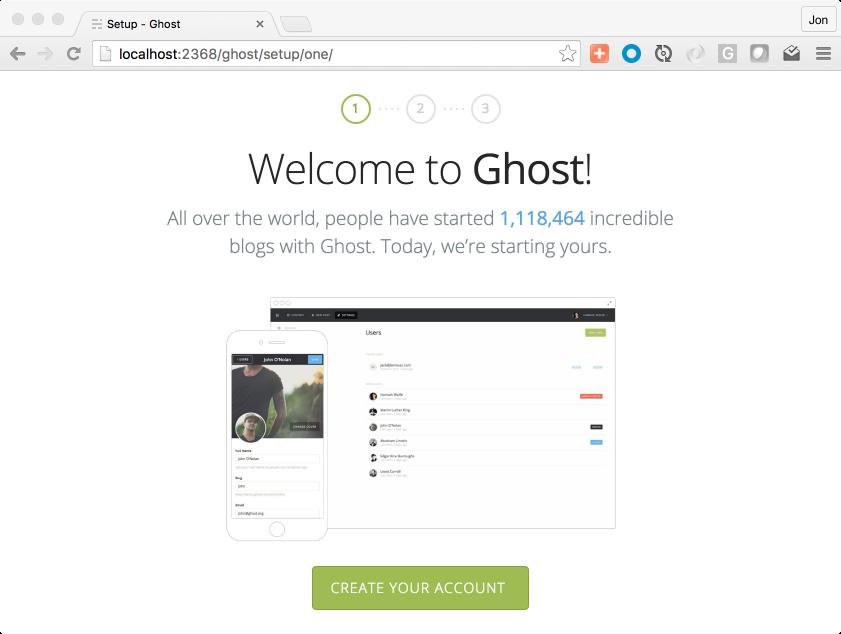 Setup - Ghost
Jon
localhost:2368/ghost/setup/one/
1 2 3
Welcome to Ghost!
All over the world, people have started 1,118,464 incredible
blogs with Ghost. Today, we're starting yours.
Users
John O'Nolan
CHANGE COVER
Full Name
John O'Nolan
Blog
John
Email
john@ghost.org
Hannah Wolfe
Martin Luther King
John O'Nolan
Abraham Lincoln
Edgar Rice Burroughs
Lewis Carroll
CREATE YOUR ACCOUNT